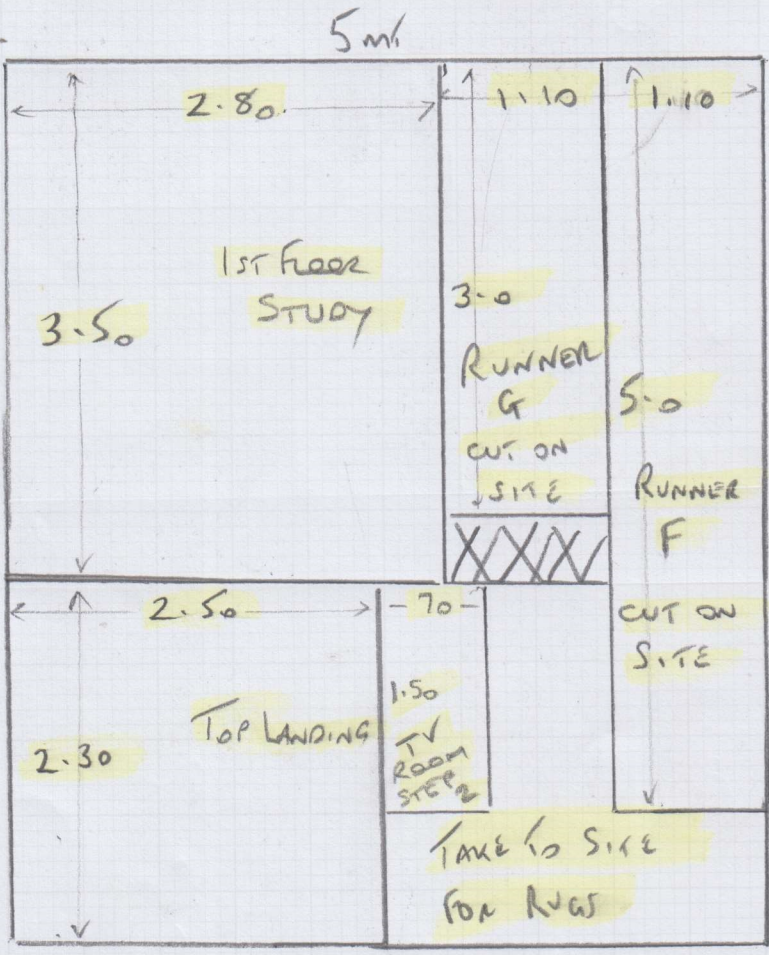 5 mt
2.80
1.10
1.10
1ST FLOOR
STUDY
3.50
3.0
RUNNER
G
CUT ON
SITE
5.0
RUNNER
F
CUT ON
SITE
2.50
70
1.50
TOP LANDING
2.30
TV
ROOM
STEP 2
TAKE TO SITE
FOR RUGS